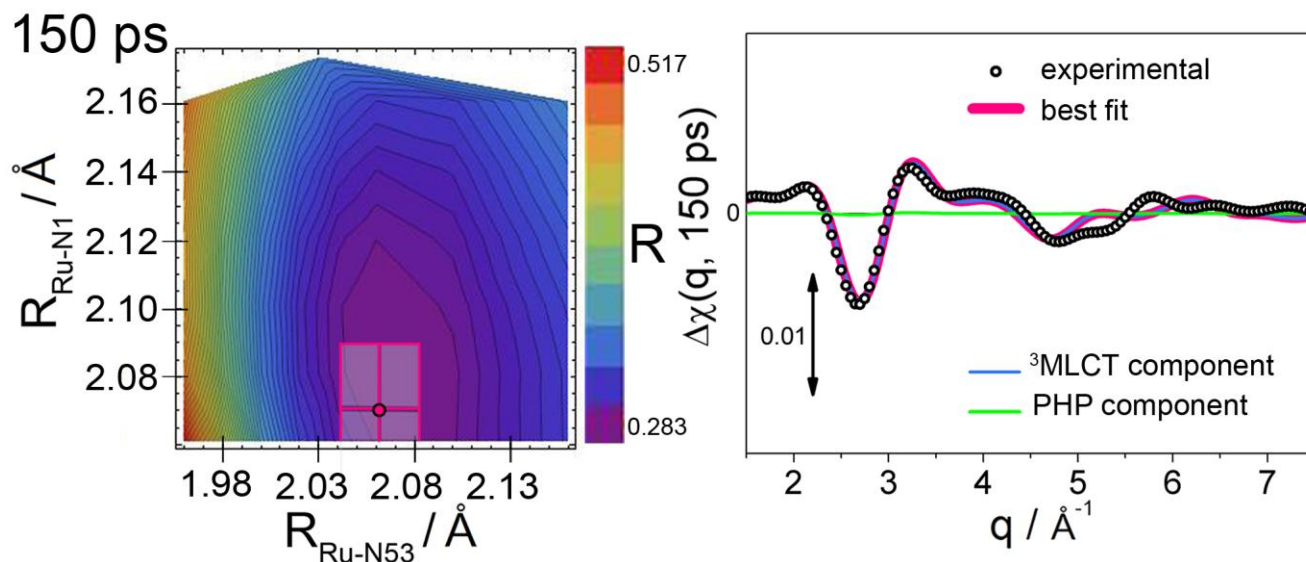 150 ps
R_Ru-N1 / Å
2.16
2.14
2.12
2.10
2.08
1.98 2.03 2.08 2.13
R_Ru-N53 / Å
0.517
R
0.283
Δχ(q, 150 ps)
0
0.01
experimental
best fit
³MLCT component
PHP component
2 3 4 5 6 7
q / Å⁻¹